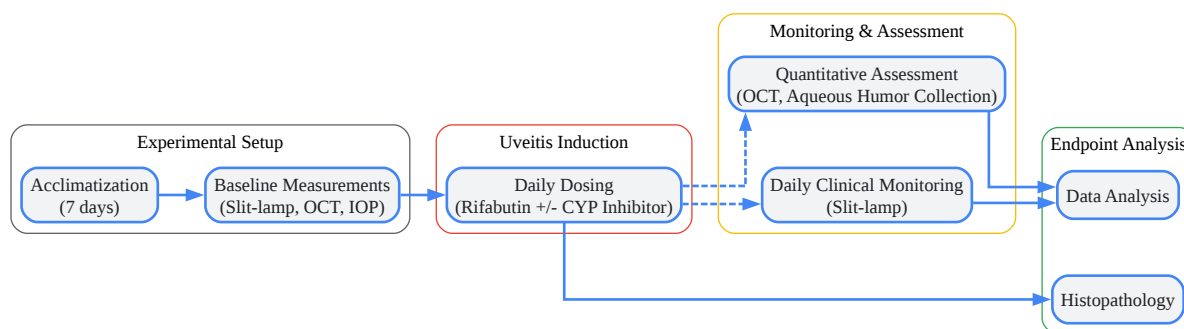 Monitoring & Assessment
Quantitative Assessment
(OCT, Aqueous Humor Collection)
Experimental Setup
Uveitis Induction
Endpoint Analysis
Acclimatization
(7 days)
Baseline Measurements
(Slit-lamp, OCT, IOP)
Daily Dosing
(Rifabutin +/- CYP Inhibitor)
Daily Clinical Monitoring
(Slit-lamp)
Data Analysis
Histopathology